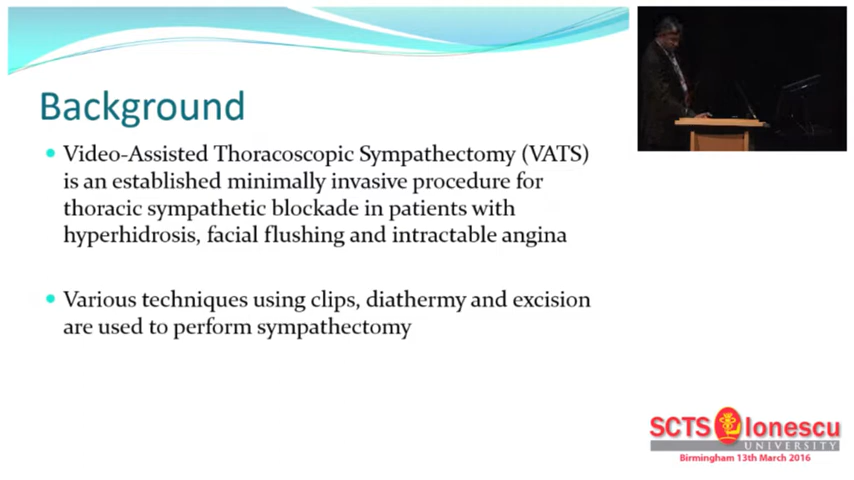 Background
Video-Assisted Thoracoscopic Sympathectomy (VATS)
is an established minimally invasive procedure for
thoracic sympathetic blockade in patients with
hyperhidrosis, facial flushing and intractable angina
Various techniques using clips, diathermy and excision
are used to perform sympathectomy
SCTS Ionescu
UNIVERSITY
Birmingham 13th March 2016